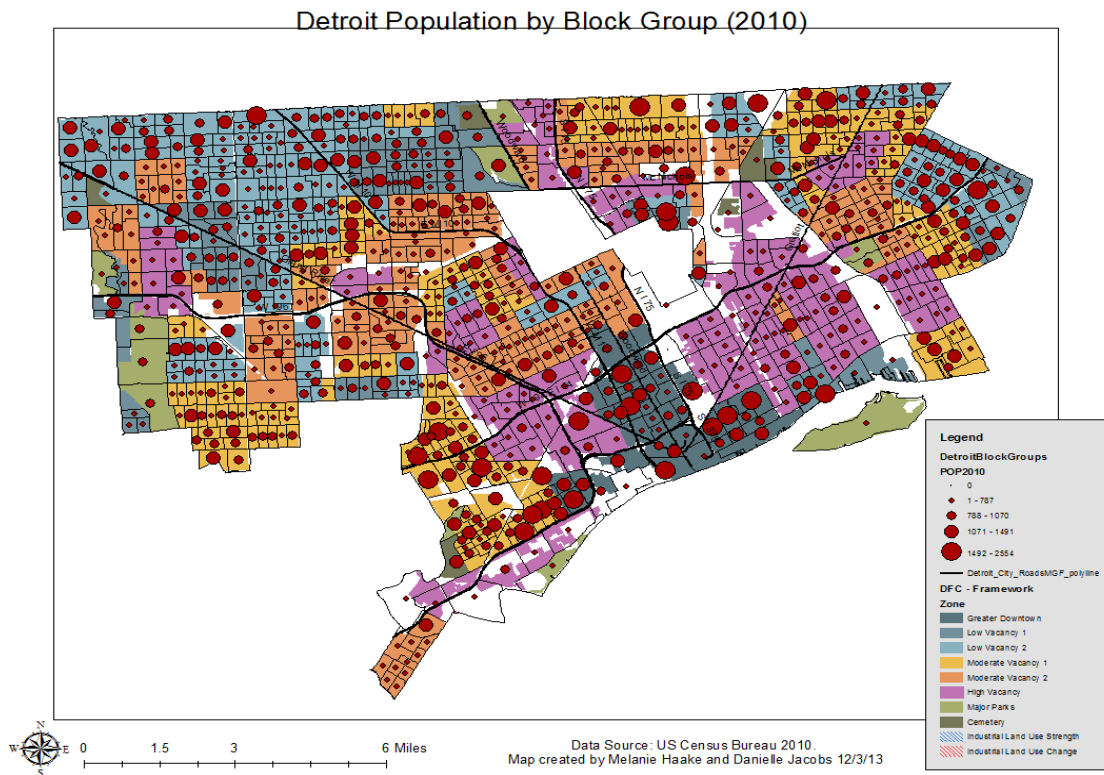 Detroit Population by Block Group (2010)
N I 75
Legend
DetroitBlockGroups
POP2010
0
1 - 787
788 - 1070
1071 - 1491
1492 - 2554
Detroit_City_RoadsMGF_polyline
DFC - Framework
Zone
Greater Downtown
Low Vacancy 1
Low Vacancy 2
Moderate Vacancy 1
Moderate Vacancy 2
High Vacancy
Major Parks
Cemetery
Industrial Land Use Strength
Industrial Land Use Change
N
W E
S
0 1.5 3 6 Miles
Data Source: US Census Bureau 2010.
Map created by Melanie Haake and Danielle Jacobs 12/3/13